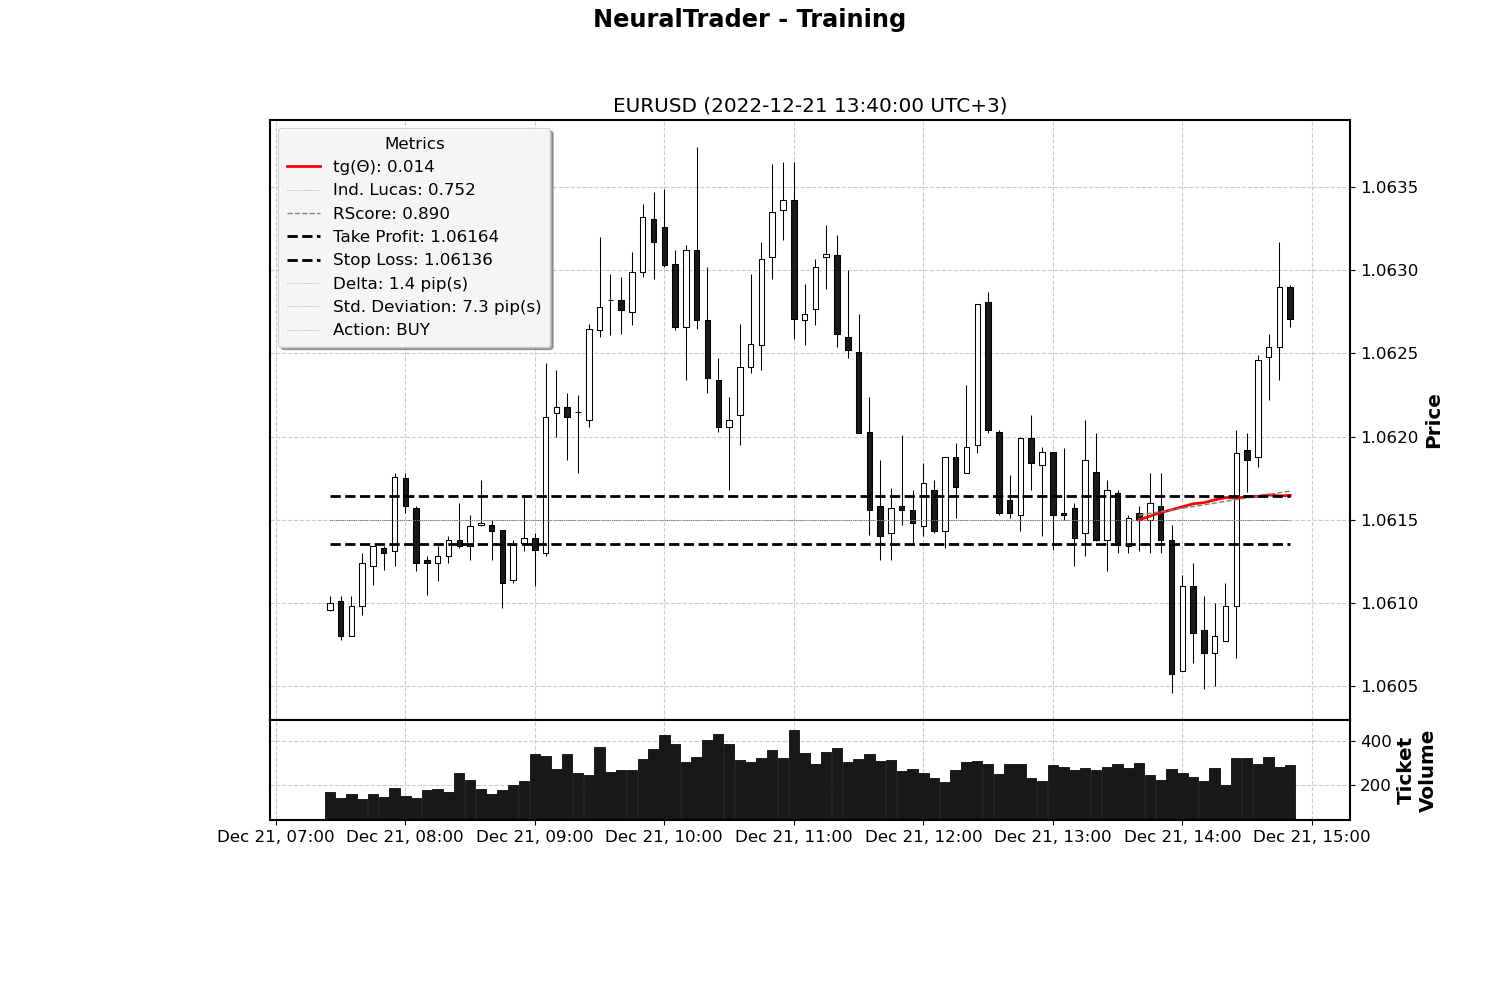 NeuralTrader - Training
EURUSD (2022-12-21 13:40:00 UTC+3)
Metrics
tg(Θ): 0.014
Ind. Lucas: 0.752
RScore: 0.890
Take Profit: 1.06164
Stop Loss: 1.06136
Delta: 1.4 pip(s)
Std. Deviation: 7.3 pip(s)
Action: BUY
1.0635
1.0630
1.0625
1.0620
1.0615
1.0610
1.0605
Price
400
200
Ticket
Volume
Dec 21, 07:00 Dec 21, 08:00 Dec 21, 09:00 Dec 21, 10:00 Dec 21, 11:00 Dec 21, 12:00 Dec 21, 13:00 Dec 21, 14:00 Dec 21, 15:00